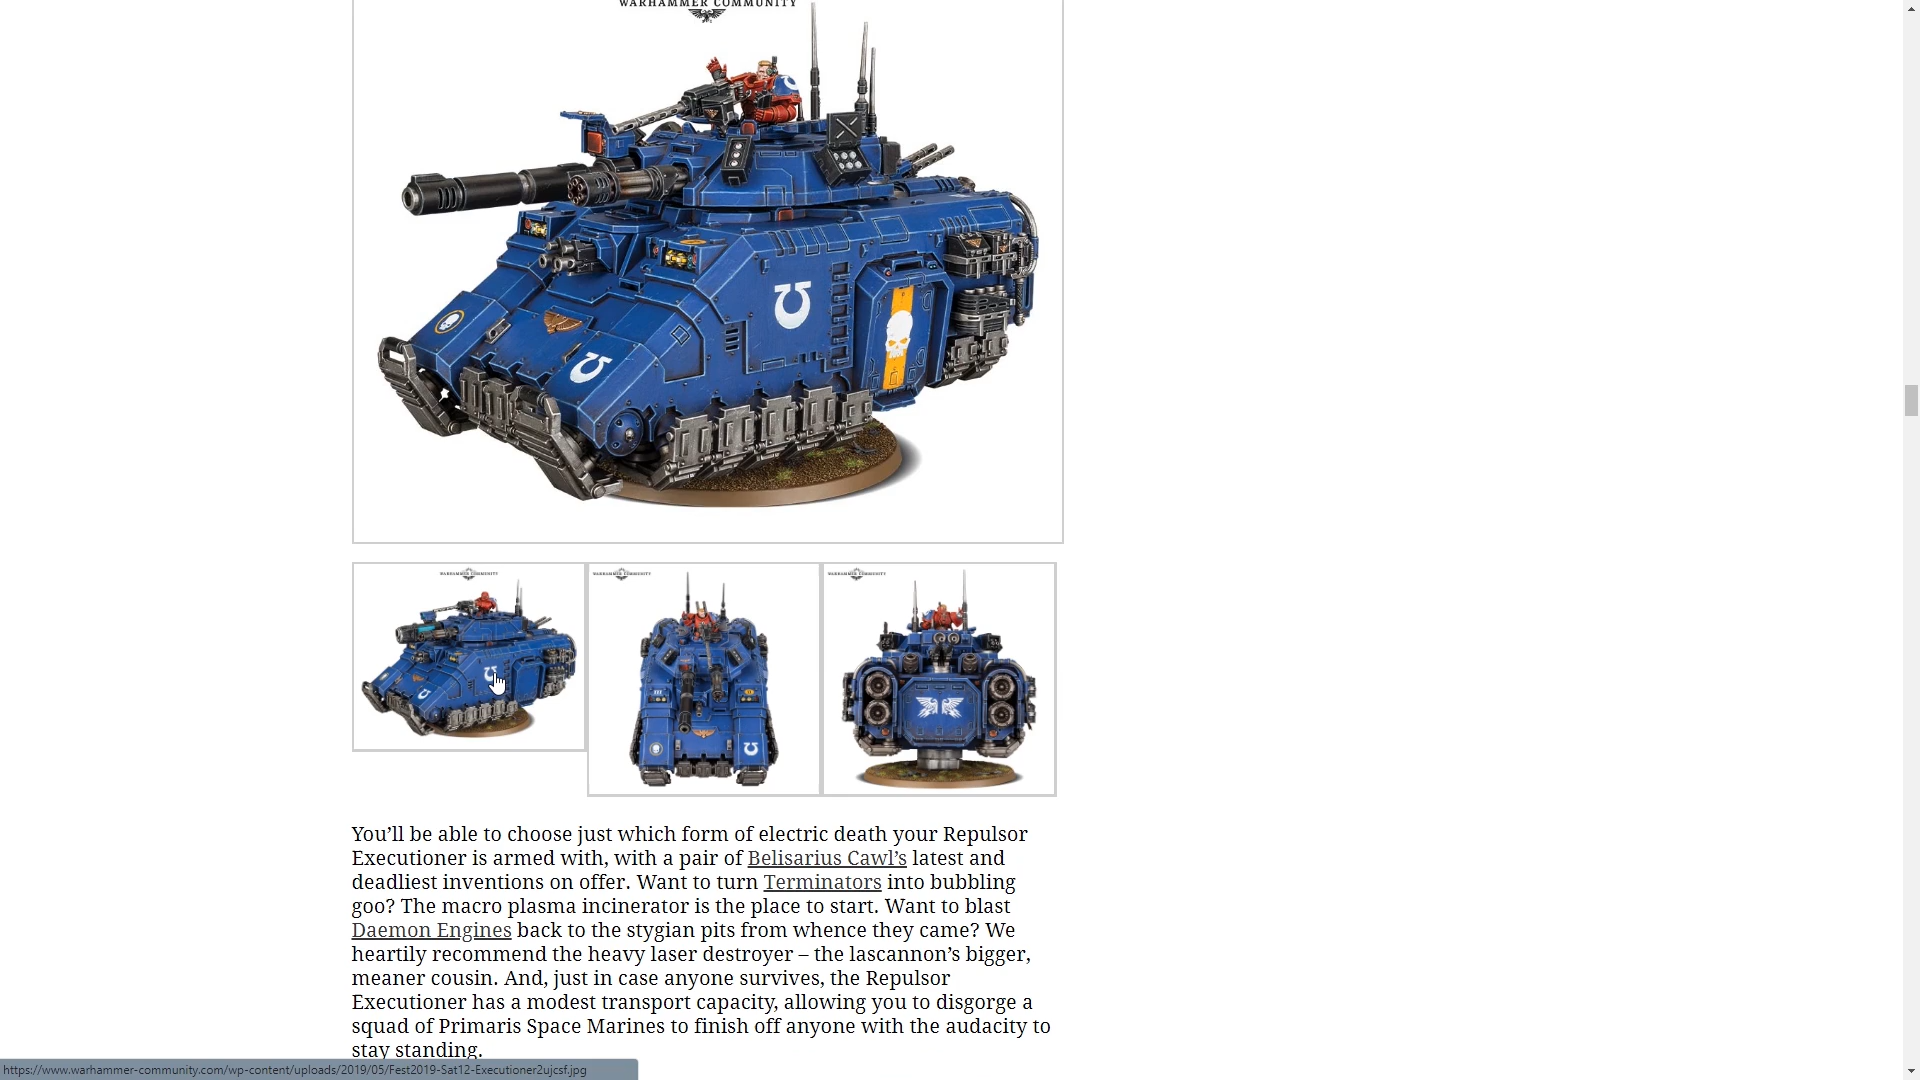 WARHAMMER COMMUNITY
WARHAMMER COMMUNITY
WARHAMMER COMMUNITY
WARHAMMER COMMUNITY
You’ll be able to choose just which form of electric death your Repulsor
Executioner is armed with, with a pair of Belisarius Cawl’s latest and
deadliest inventions on offer. Want to turn Terminators into bubbling
goo? The macro plasma incinerator is the place to start. Want to blast
Daemon Engines back to the stygian pits from whence they came? We
heartily recommend the heavy laser destroyer – the lascannon’s bigger,
meaner cousin. And, just in case anyone survives, the Repulsor
Executioner has a modest transport capacity, allowing you to disgorge a
squad of Primaris Space Marines to finish off anyone with the audacity to
stay standing.
https://www.warhammer-community.com/wp-content/uploads/2019/05/Fest2019-Sat12-Executioner2ujcsf.jpg